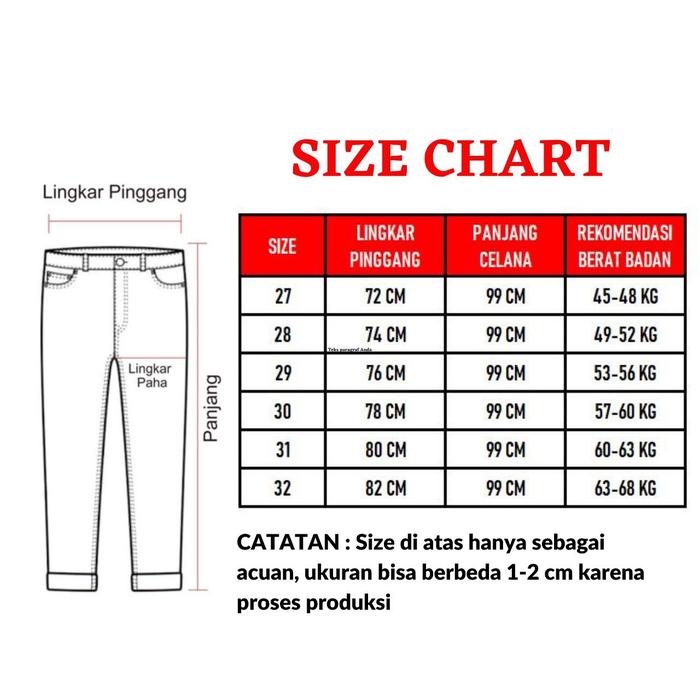 SIZE CHART
Lingkar Pinggang
Lingkar
Paha
Panjang
SIZE LINGKAR PINGGANG PANJANG CELANA REKOMENDASI BERAT BADAN
27 72 CM 99 CM 45-48 KG
28 74 CM 99 CM 49-52 KG
Teks paragraf Anda
29 76 CM 99 CM 53-56 KG
30 78 CM 99 CM 57-60 KG
31 80 CM 99 CM 60-63 KG
32 82 CM 99 CM 63-68 KG
CATATAN : Size di atas hanya sebagai
acuan, ukuran bisa berbeda 1-2 cm karena
proses produksi